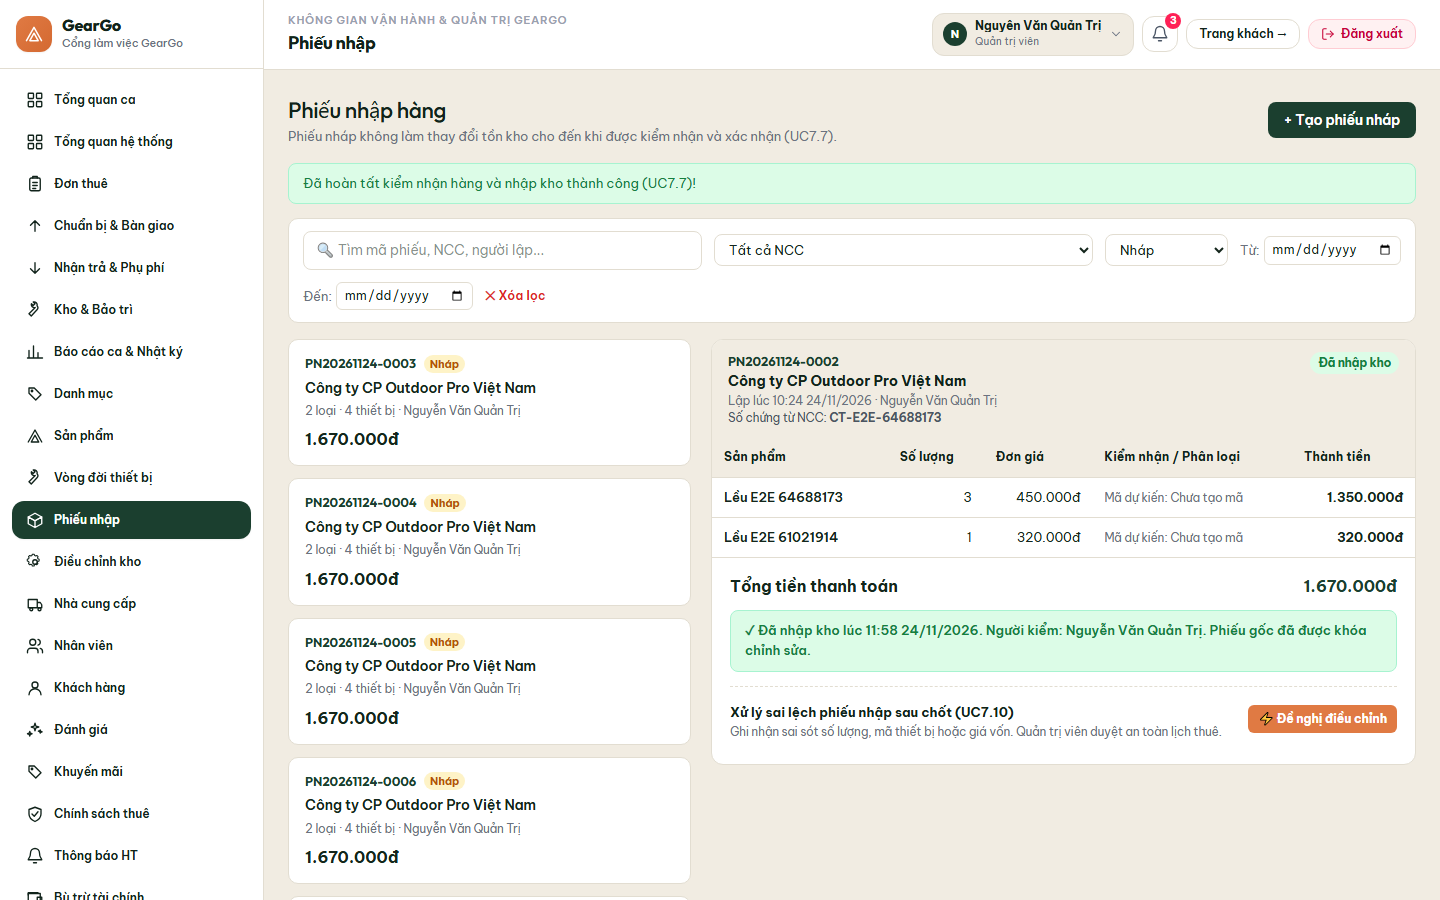 GearGo
Cổng làm việc GearGo
KHÔNG GIAN VẬN HÀNH & QUẢN TRỊ GEARGO
Phiếu nhập
N
Nguyễn Văn Quản Trị
Quản trị viên
3
Trang khách →
Đăng xuất
Tổng quan ca
Tổng quan hệ thống
Đơn thuê
Chuẩn bị & Bàn giao
Nhận trả & Phụ phí
Kho & Bảo trì
Báo cáo ca & Nhật ký
Danh mục
Sản phẩm
Vòng đời thiết bị
Phiếu nhập
Điều chỉnh kho
Nhà cung cấp
Nhân viên
Khách hàng
Đánh giá
Khuyến mãi
Chính sách thuê
Thông báo HT
Bù trừ tài chính
Phiếu nhập hàng
Phiếu nháp không làm thay đổi tồn kho cho đến khi được kiểm nhận và xác nhận (UC7.7).
+ Tạo phiếu nháp
Đã hoàn tất kiểm nhận hàng và nhập kho thành công (UC7.7)!
Tìm mã phiếu, NCC, người lập...
Tất cả NCC
Nháp
Từ: mm/dd/yyyy
Đến: mm/dd/yyyy
✕ Xóa lọc
PN20261124-0003 Nháp
Công ty CP Outdoor Pro Việt Nam
2 loại · 4 thiết bị · Nguyễn Văn Quản Trị
1.670.000đ
PN20261124-0004 Nháp
Công ty CP Outdoor Pro Việt Nam
2 loại · 4 thiết bị · Nguyễn Văn Quản Trị
1.670.000đ
PN20261124-0005 Nháp
Công ty CP Outdoor Pro Việt Nam
2 loại · 4 thiết bị · Nguyễn Văn Quản Trị
1.670.000đ
PN20261124-0006 Nháp
Công ty CP Outdoor Pro Việt Nam
2 loại · 4 thiết bị · Nguyễn Văn Quản Trị
1.670.000đ
PN20261124-0002
Đã nhập kho
Công ty CP Outdoor Pro Việt Nam
Lập lúc 10:24 24/11/2026 · Nguyễn Văn Quản Trị
Số chứng từ NCC: CT-E2E-64688173
Sản phẩm Số lượng Đơn giá Kiểm nhận / Phân loại Thành tiền
Lều E2E 64688173 3 450.000đ Mã dự kiến: Chưa tạo mã 1.350.000đ
Lều E2E 61021914 1 320.000đ Mã dự kiến: Chưa tạo mã 320.000đ
Tổng tiền thanh toán 1.670.000đ
✓ Đã nhập kho lúc 11:58 24/11/2026. Người kiểm: Nguyễn Văn Quản Trị. Phiếu gốc đã được khóa
chỉnh sửa.
Xử lý sai lệch phiếu nhập sau chốt (UC7.10)
Ghi nhận sai sót số lượng, mã thiết bị hoặc giá vốn. Quản trị viên duyệt an toàn lịch thuê.
⚡ Đề nghị điều chỉnh